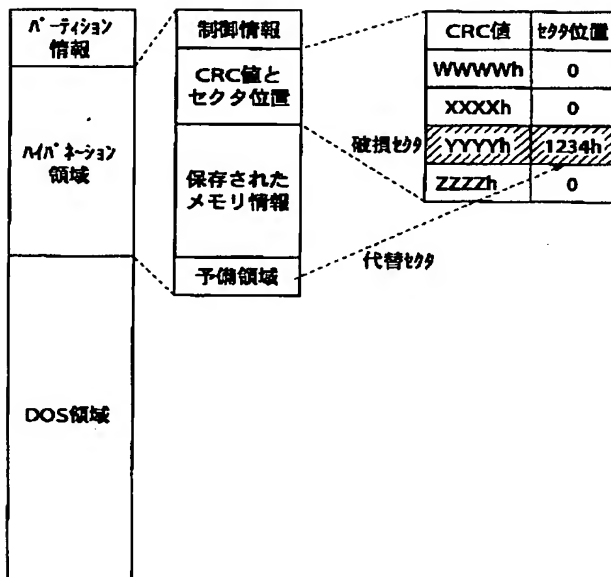 ﾊﾟｰﾃｨｼｮﾝ
情報
ﾊｲﾊﾞﾈｰｼｮﾝ
領域
DOS領域
制御情報
CRC値と
セクタ位置
保存された
メモリ情報
予備領域
破損ｾｸﾀ
代替ｾｸﾀ
CRC値 ｾｸﾀ位置
WWWWh 0
XXXXh 0
YYYYh 1234h
ZZZZh 0